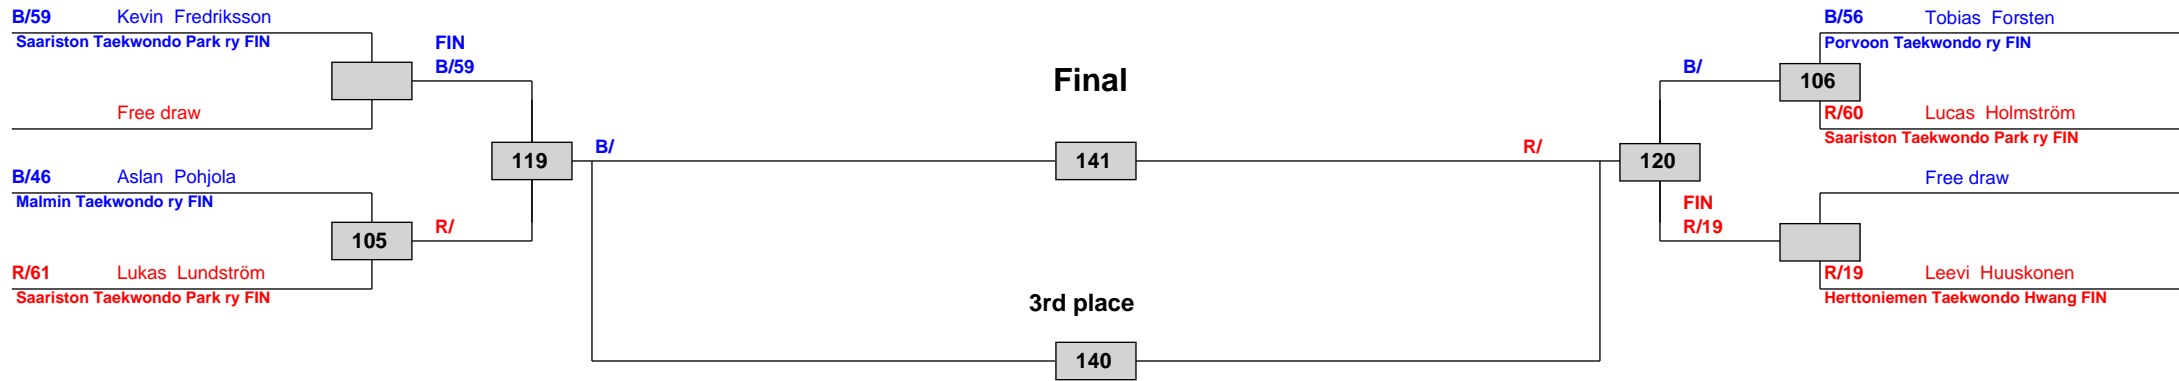 B/59 Kevin Fredriksson
Saariston Taekwondo Park ry FIN
FIN
B/59
Free draw
119
B/
B/46 Aslan Pohjola
Malmin Taekwondo ry FIN
105
R/
R/61 Lukas Lundström
Saariston Taekwondo Park ry FIN
Final
141
3rd place
140
B/56 Tobias Forsten
Porvoon Taekwondo ry FIN
B/
106
R/60 Lucas Holmström
Saariston Taekwondo Park ry FIN
R/
120
Free draw
FIN
R/19
R/19 Leevi Huuskonen
Herttoniemen Taekwondo Hwang FIN